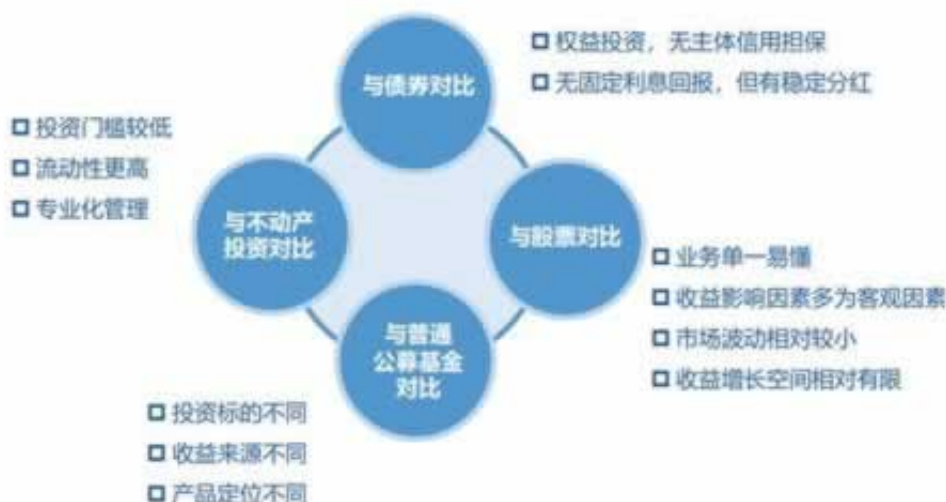 与债券对比
权益投资，无主体信用担保
无固定利息回报，但有稳定分红
投资门槛较低
流动性更高
专业化管理
与不动产
投资对比
与股票对比
业务单一易懂
收益影响因素多为客观因素
市场波动相对较小
收益增长空间相对有限
与普通
公募基金
对比
投资标的不同
收益来源不同
产品定位不同